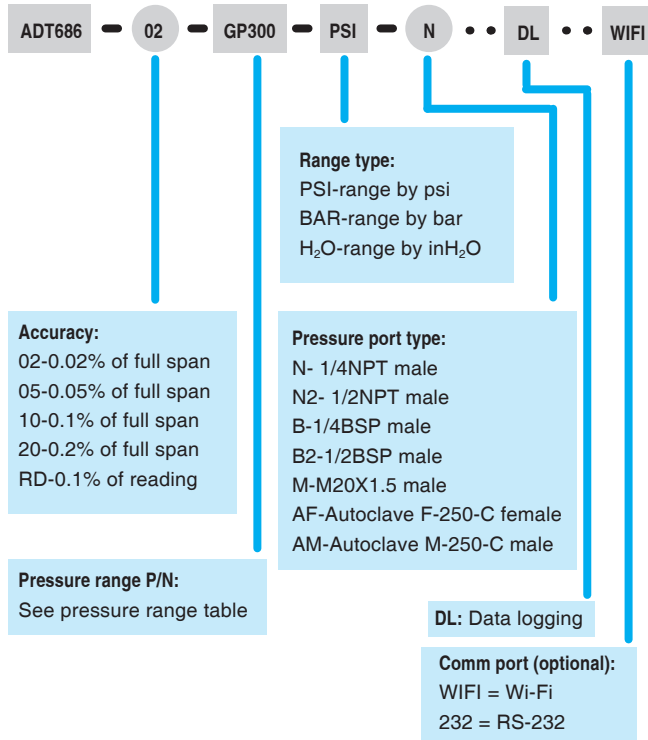 ADT686 – 02 – GP300 – PSI – N •• DL •• WIFI
Range type:
PSI-range by psi
BAR-range by bar
H₂O-range by inH₂O
Accuracy:
02-0.02% of full span
05-0.05% of full span
10-0.1% of full span
20-0.2% of full span
RD-0.1% of reading
Pressure port type:
N- 1/4NPT male
N2- 1/2NPT male
B-1/4BSP male
B2-1/2BSP male
M-M20X1.5 male
AF-Autoclave F-250-C female
AM-Autoclave M-250-C male
Pressure range P/N:
See pressure range table
DL: Data logging
Comm port (optional):
WIFI = Wi-Fi
232 = RS-232